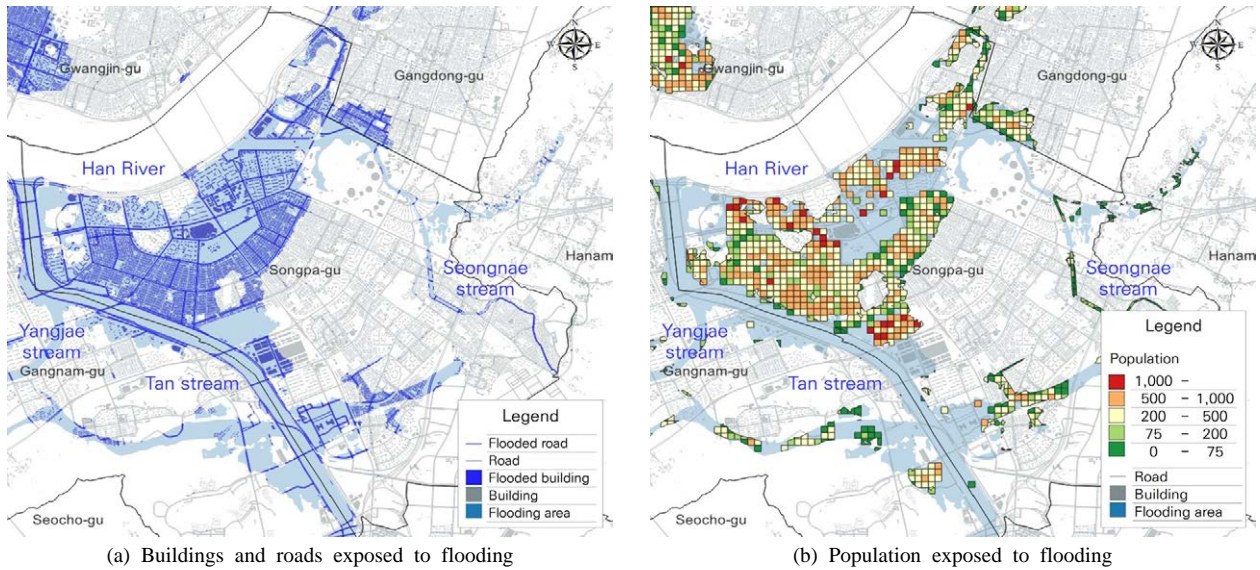 N
W E
S
Gwangjin-gu
Gangdong-gu
Han River
Songpa-gu
Hanam
Seongnae
stream
Yangjae
stream
Gangnam-gu
Tan stream
Seocho-gu
Legend
Flooded road
Road
Flooded building
Building
Flooding area
(a) Buildings and roads exposed to flooding
N
W E
S
Gwangjin-gu
Gangdong-gu
Han River
Songpa-gu
Hanam
Seongnae
stream
Yangjae
stream
Gangnam-gu
Tan stream
Seocho-gu
Legend
Population
1,000 –
500 – 1,000
200 – 500
75 – 200
0 – 75
Road
Building
Flooding area
(b) Population exposed to flooding